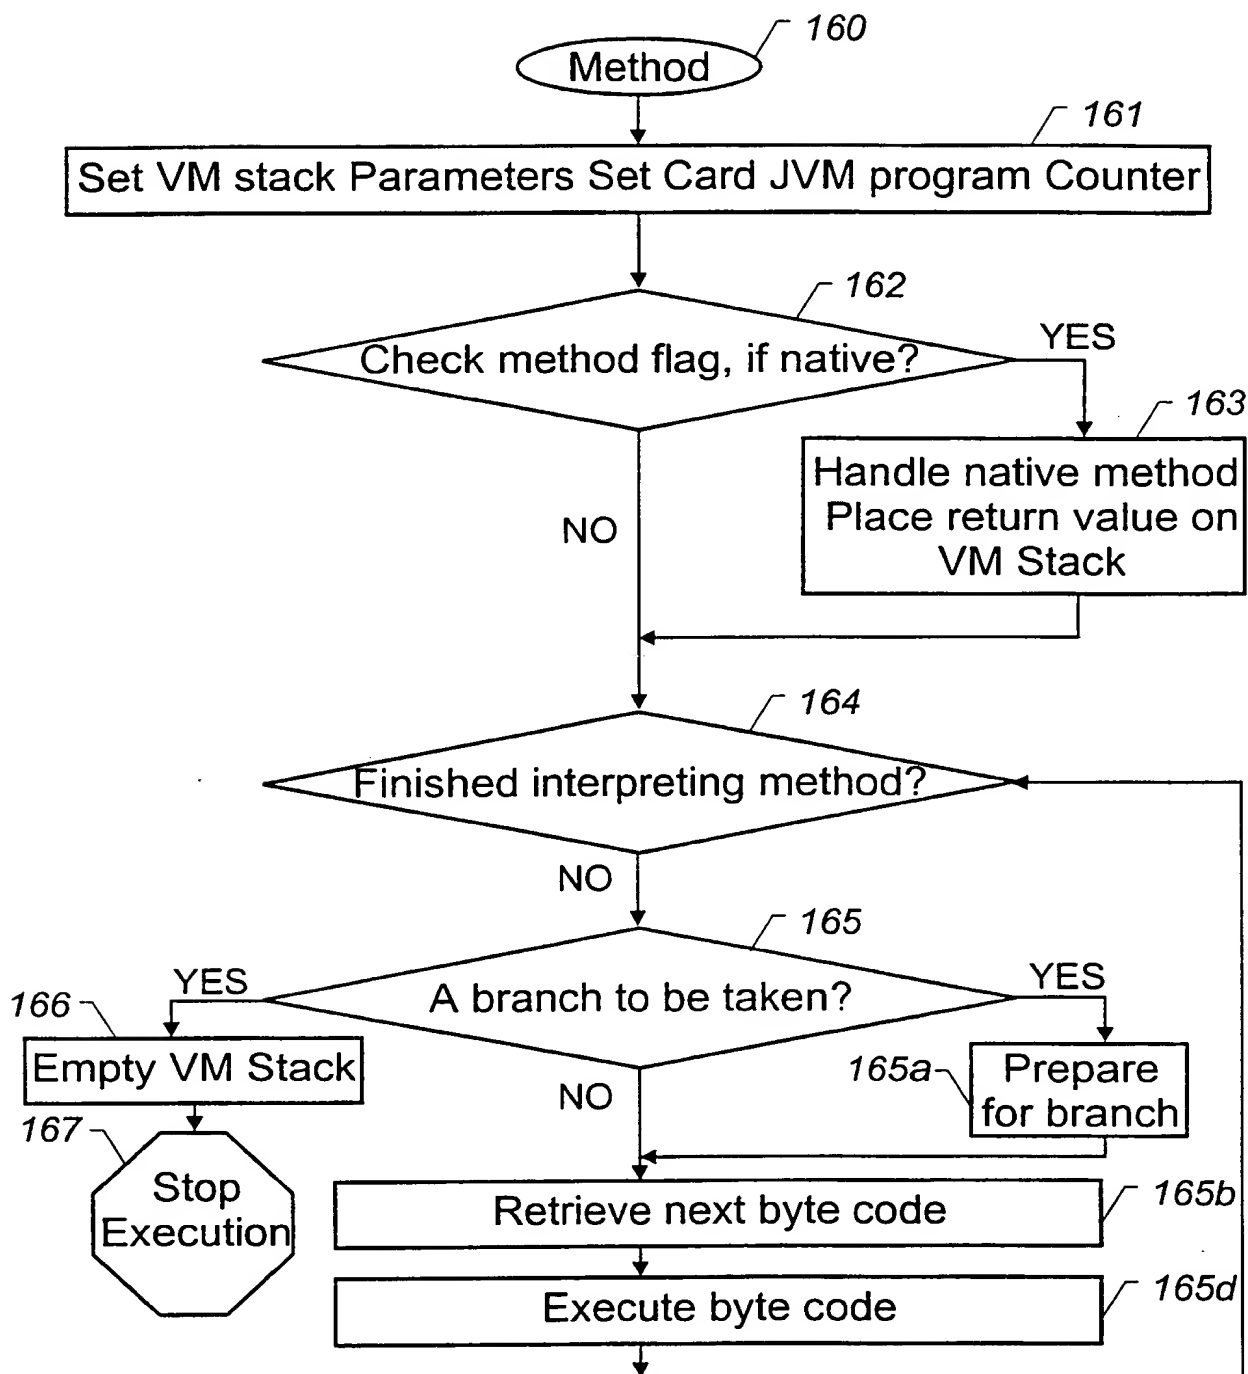 160
Method
161
Set VM stack Parameters Set Card JVM program Counter
162
Check method flag, if native?
YES
163
Handle native method
Place return value on
VM Stack
NO
164
Finished interpreting method?
NO
165
YES
A branch to be taken?
YES
166
Empty VM Stack
165a
Prepare
for branch
NO
167
Stop
Execution
Retrieve next byte code
165b
Execute byte code
165d